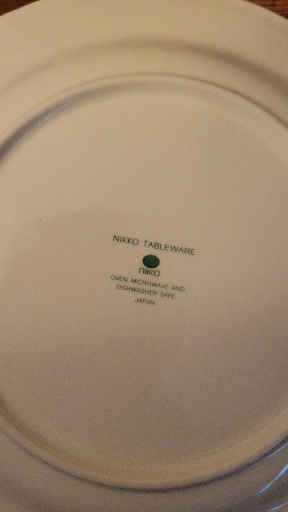 NIKKO TABLEWARE
NIKKO
OVEN, MICROWAVE AND
DISHWASHER SAFE
JAPAN